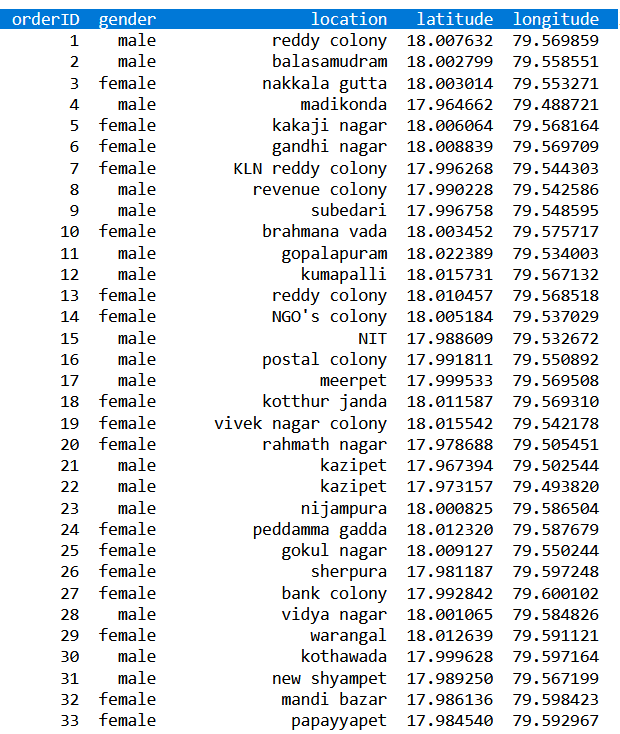 orderID gender location latitude longitude
1 male reddy colony 18.007632 79.569859
2 male balasamudram 18.002799 79.558551
3 female nakkala gutta 18.003014 79.553271
4 male madikonda 17.964662 79.488721
5 female kakaji nagar 18.006064 79.568164
6 female gandhi nagar 18.008839 79.569709
7 female KLN reddy colony 17.996268 79.544303
8 male revenue colony 17.990228 79.542586
9 male subedari 17.996758 79.548595
10 female brahmana vada 18.003452 79.575717
11 male gopalapuram 18.022389 79.534003
12 male kumapalli 18.015731 79.567132
13 female reddy colony 18.010457 79.568518
14 female NGO's colony 18.005184 79.537029
15 male NIT 17.988609 79.532672
16 male postal colony 17.991811 79.550892
17 male meerpet 17.999533 79.569508
18 female kotthur janda 18.011587 79.569310
19 female vivek nagar colony 18.015542 79.542178
20 female rahmath nagar 17.978688 79.505451
21 male kazipet 17.967394 79.502544
22 male kazipet 17.973157 79.493820
23 male nijampura 18.000825 79.586504
24 female peddamma gadda 18.012320 79.587679
25 female gokul nagar 18.009127 79.550244
26 female sherpura 17.981187 79.597248
27 female bank colony 17.992842 79.600102
28 male vidya nagar 18.001065 79.584826
29 female warangal 18.012639 79.591121
30 male kothawada 17.999628 79.597164
31 male new shyampet 17.989250 79.567199
32 female mandi bazar 17.986136 79.598423
33 female papayyapet 17.984540 79.592967